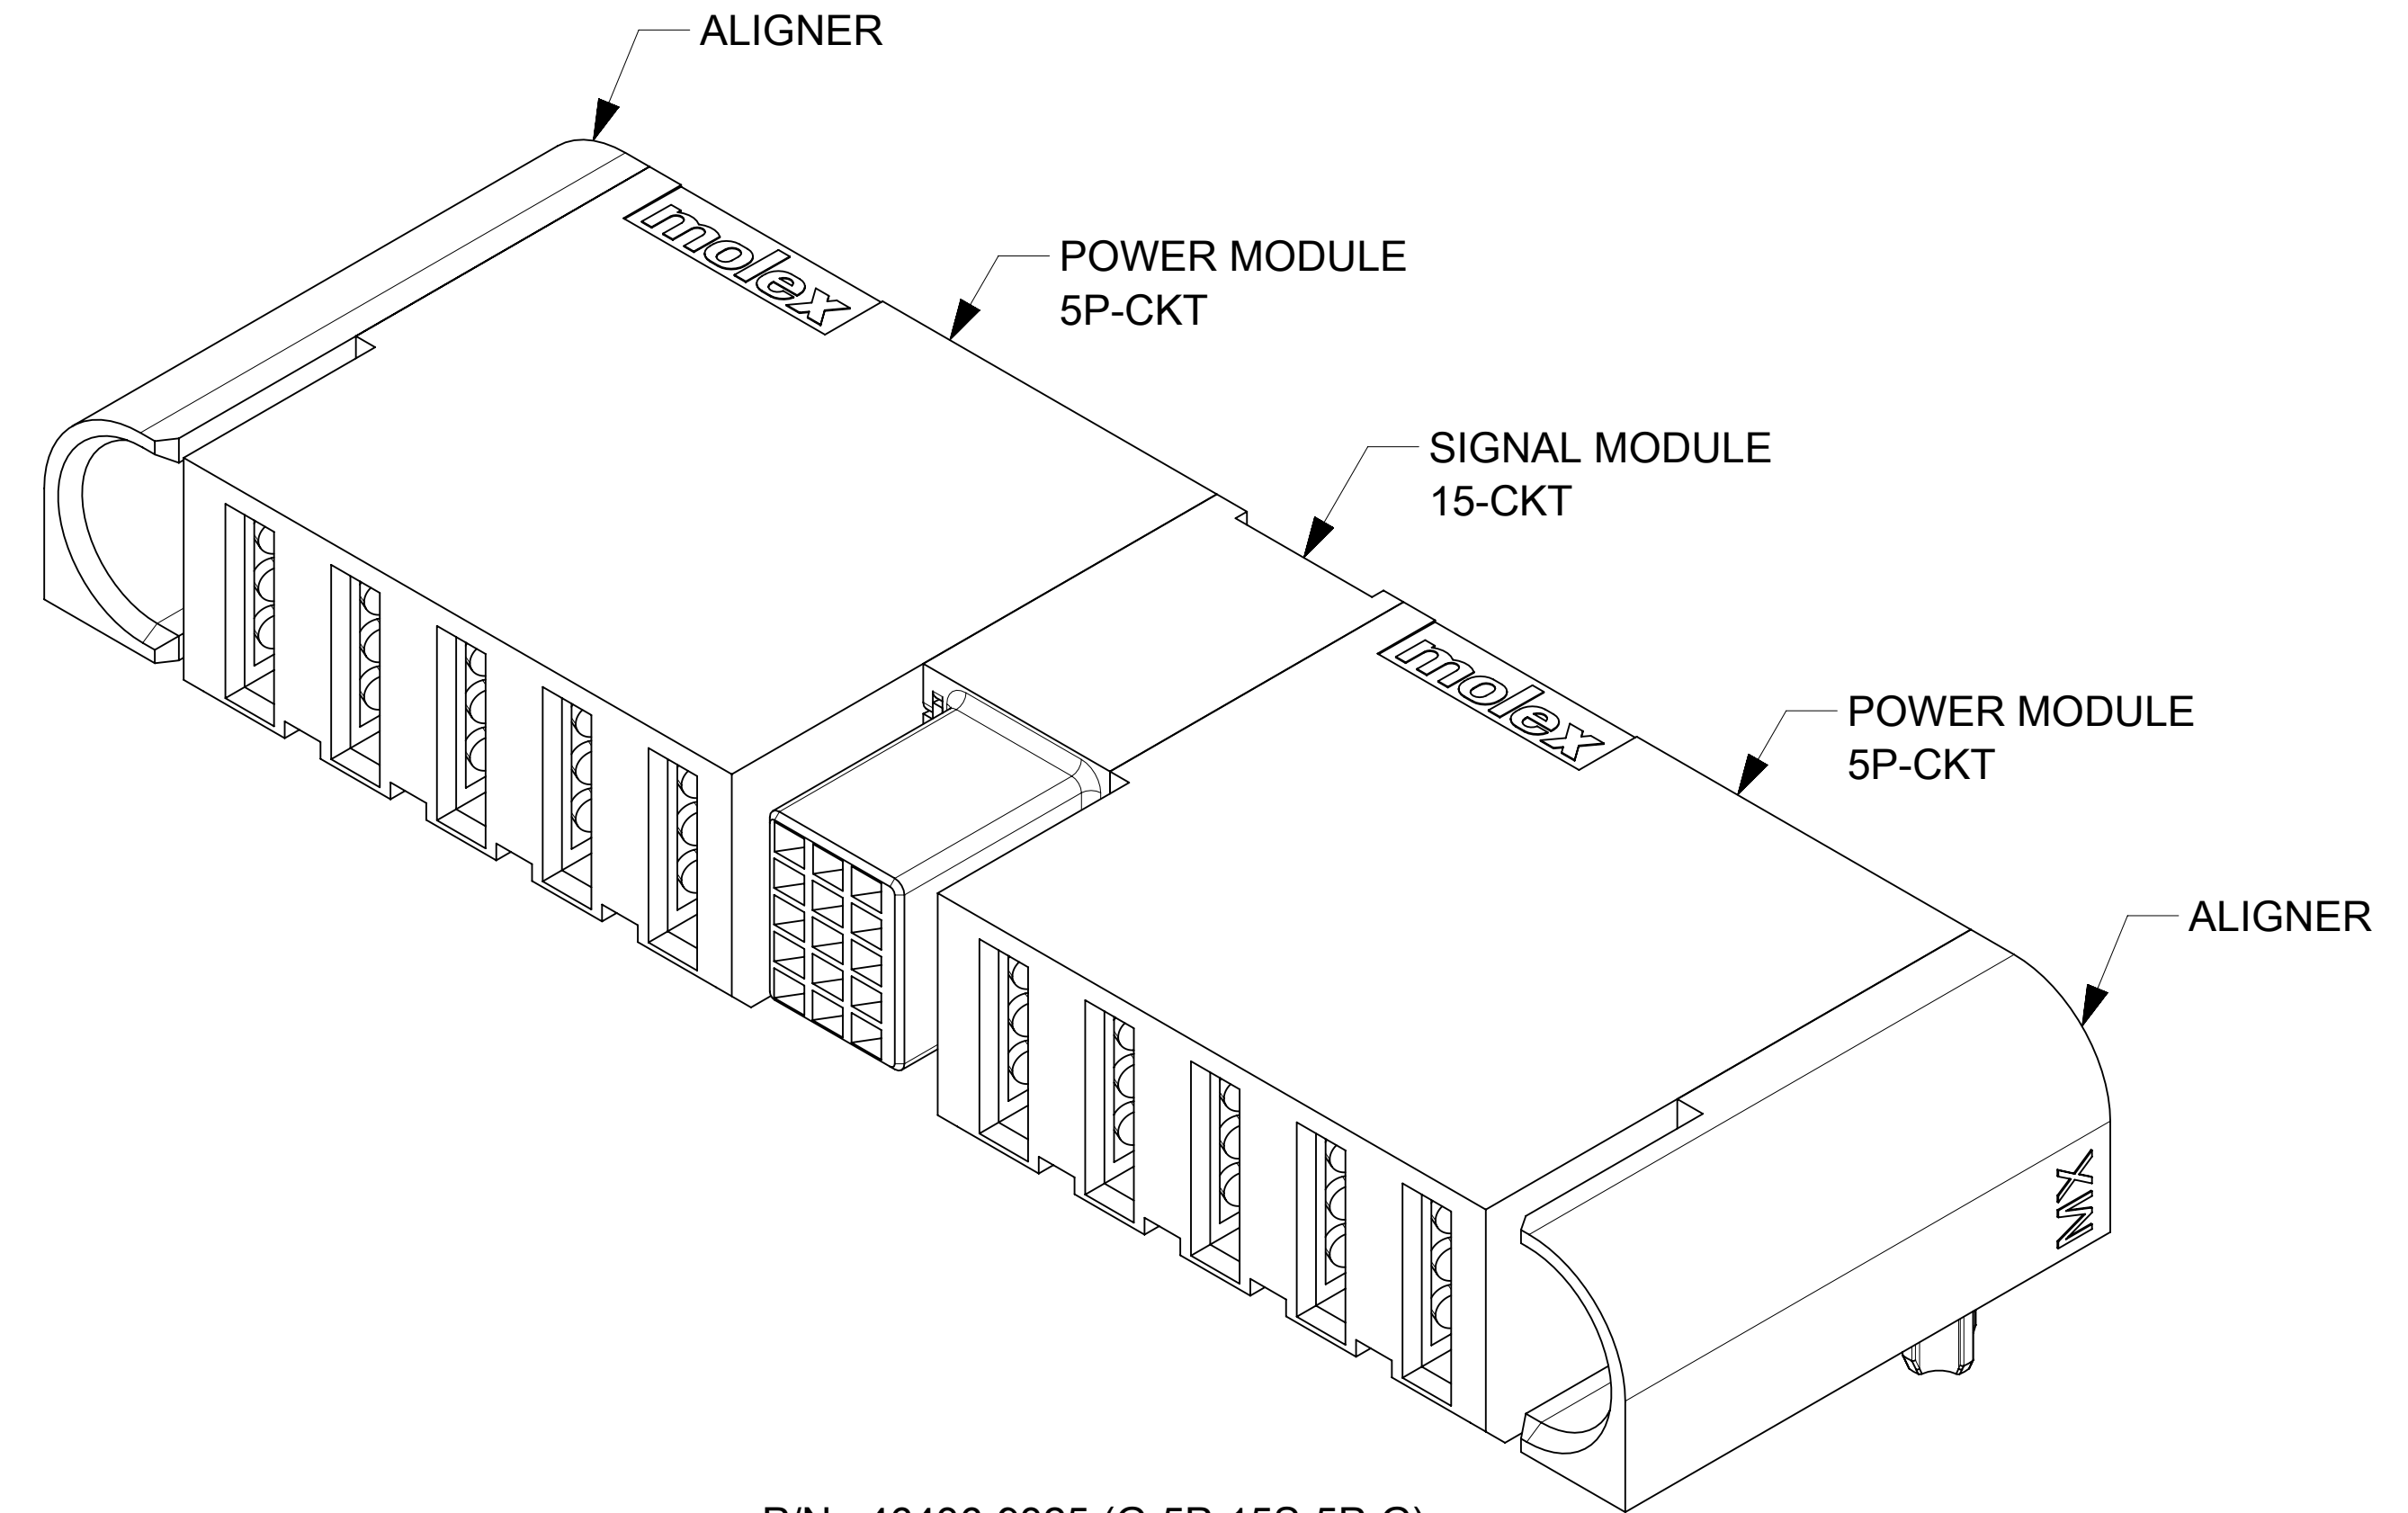 ALIGNER
molex
POWER MODULE
5P-CKT
SIGNAL MODULE
15-CKT
molex
POWER MODULE
5P-CKT
ALIGNER
MX